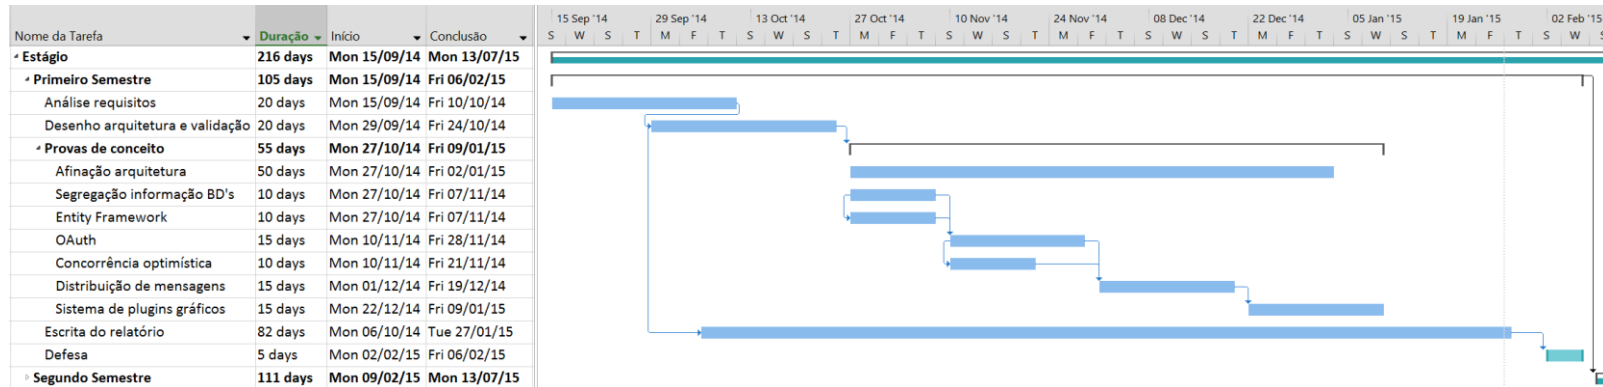 15 Sep '14 29 Sep '14 13 Oct '14 27 Oct '14 10 Nov '14 24 Nov '14 08 Dec '14 22 Dec '14 05 Jan '15 19 Jan '15 02 Feb '15
Nome da Tarefa Duração Início Conclusão S W S T M F T S W S T M F T S W S T M F T S W S T M F T S W S T M F T S W S
Estágio 216 days Mon 15/09/14 Mon 13/07/15
Primeiro Semestre 105 days Mon 15/09/14 Fri 06/02/15
Análise requisitos 20 days Mon 15/09/14 Fri 10/10/14
Desenho arquitetura e validação 20 days Mon 29/09/14 Fri 24/10/14
Provas de conceito 55 days Mon 27/10/14 Fri 09/01/15
Afinação arquitetura 50 days Mon 27/10/14 Fri 02/01/15
Segregação informação BD's 10 days Mon 27/10/14 Fri 07/11/14
Entity Framework 10 days Mon 27/10/14 Fri 07/11/14
OAuth 15 days Mon 10/11/14 Fri 28/11/14
Concorrência optimística 10 days Mon 10/11/14 Fri 21/11/14
Distribuição de mensagens 15 days Mon 01/12/14 Fri 19/12/14
Sistema de plugins gráficos 15 days Mon 22/12/14 Fri 09/01/15
Escrita do relatório 82 days Mon 06/10/14 Tue 27/01/15
Defesa 5 days Mon 02/02/15 Fri 06/02/15
Segundo Semestre 111 days Mon 09/02/15 Mon 13/07/15